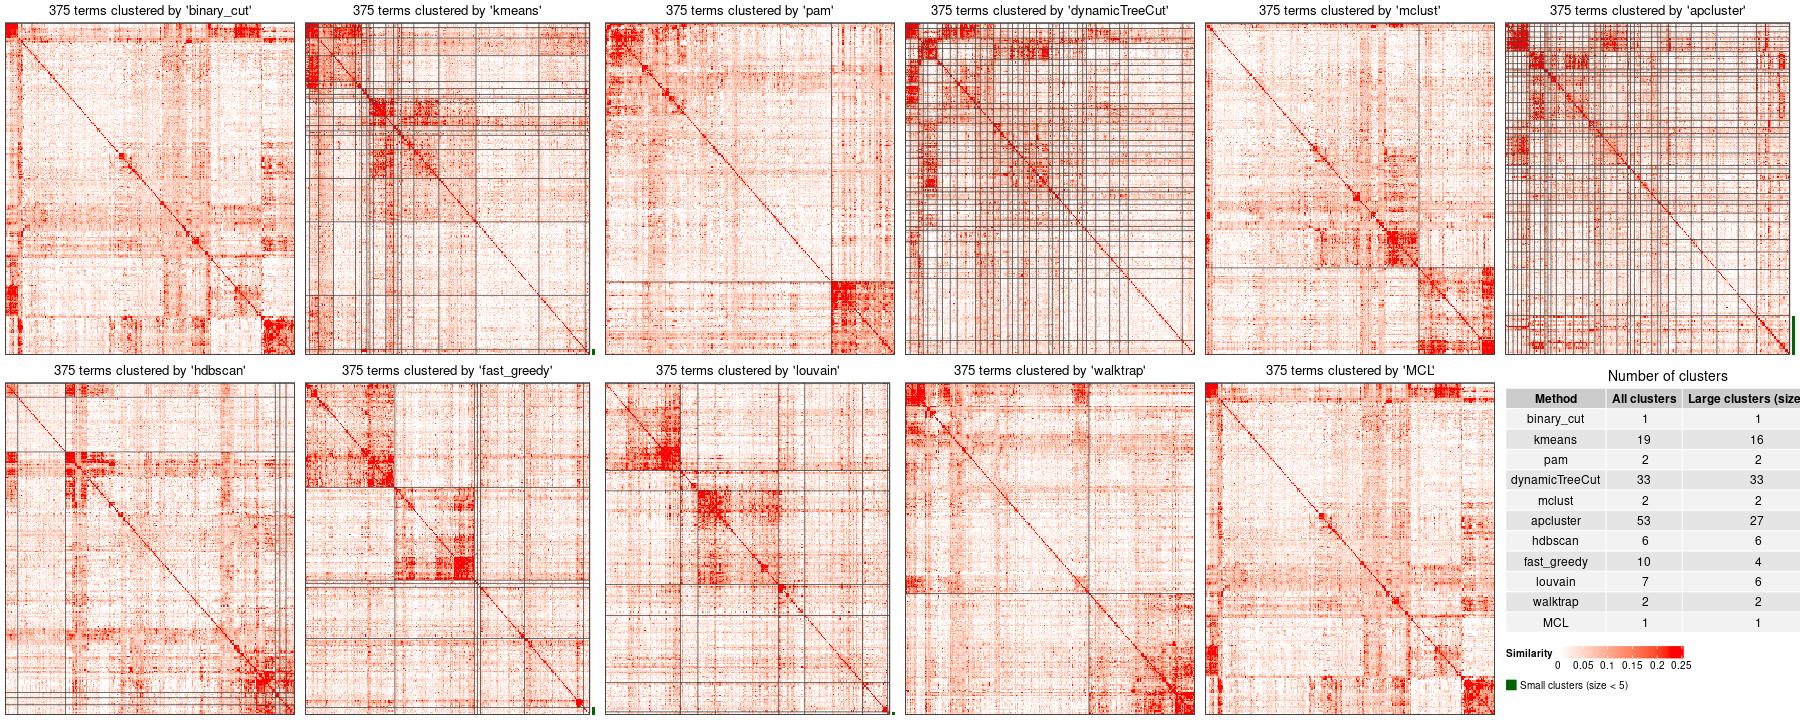 375 terms clustered by 'binary_cut'
375 terms clustered by 'kmeans'
375 terms clustered by 'pam'
375 terms clustered by 'dynamicTreeCut'
375 terms clustered by 'mclust'
375 terms clustered by 'apcluster'
375 terms clustered by 'hdbscan'
375 terms clustered by 'fast_greedy'
375 terms clustered by 'louvain'
375 terms clustered by 'walktrap'
375 terms clustered by 'MCL'
Number of clusters
Method All clusters Large clusters (size
binary_cut 1 1
kmeans 19 16
pam 2 2
dynamicTreeCut 33 33
mclust 2 2
apcluster 53 27
hdbscan 6 6
fast_greedy 10 4
louvain 7 6
walktrap 2 2
MCL 1 1
Similarity
0 0.05 0.1 0.15 0.2 0.25
Small clusters (size < 5)